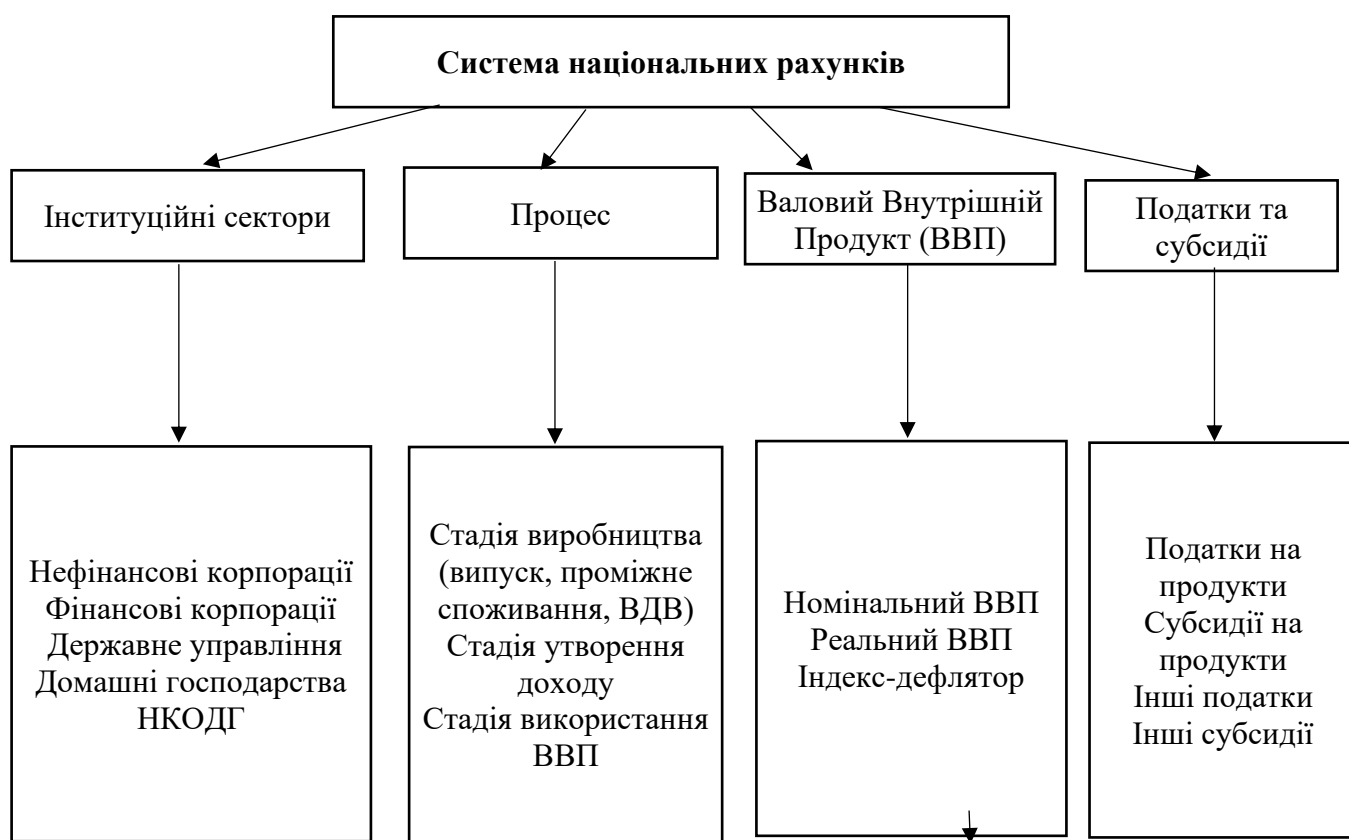 Система національних рахунків
Інституційні сектори
Процес
Валовий Внутрішній
Продукт (ВВП)
Податки та
субсидії
Нефінансові корпорації
Фінансові корпорації
Державне управління
Домашні господарства
НКОДГ
Стадія виробництва
(випуск, проміжне
споживання, ВДВ)
Стадія утворення
доходу
Стадія використання
ВВП
Номінальний ВВП
Реальний ВВП
Індекс-дефлятор
Податки на
продукти
Субсидії на
продукти
Інші податки
Інші субсидії